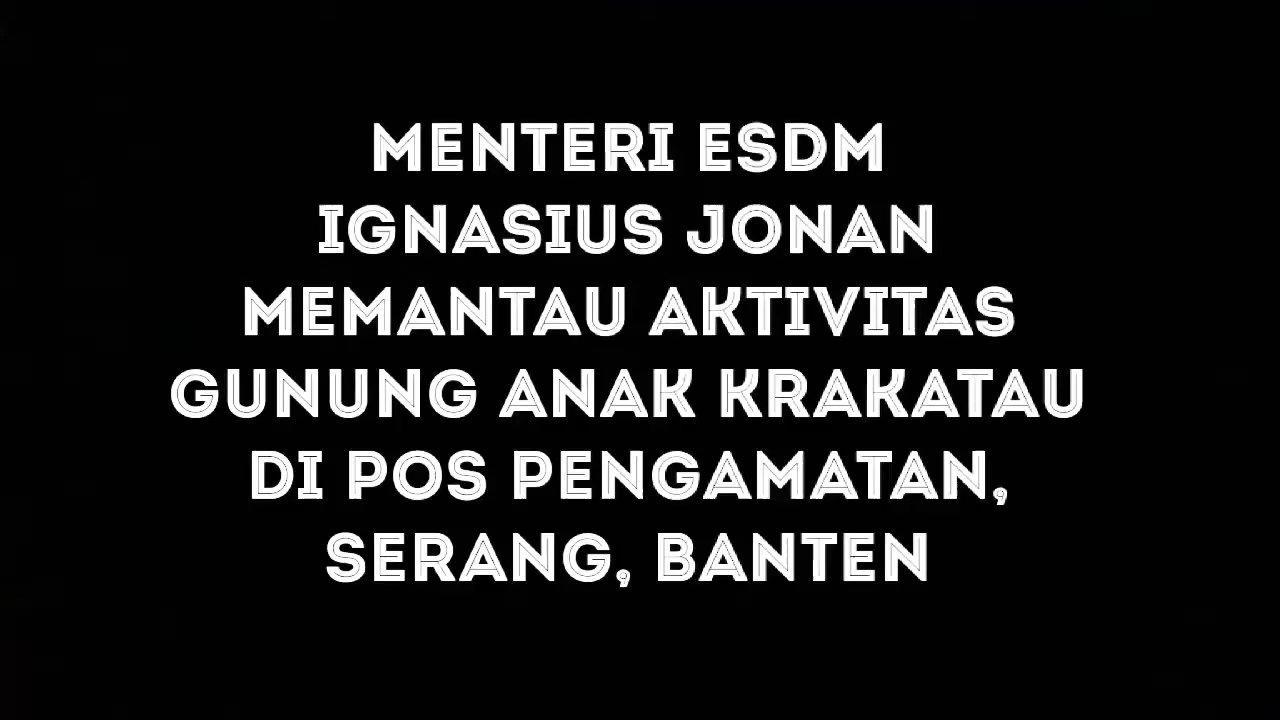 MENTERI ESDM
IGNASIUS JONAN
MEMANTAU AKTIVITAS
GUNUNG ANAK KRAKATAU
DI POS PENGAMATAN,
SERANG, BANTEN